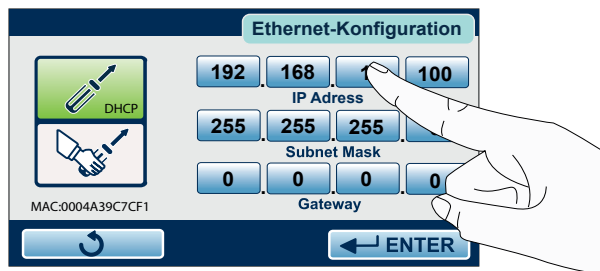 Ethernet-Konfiguration
DHCP
MAC:0004A39C7CF1
192 . 168 . 1 . 100
IP Adress
255 . 255 . 255 .
Subnet Mask
0 . 0 . 0 . 0
Gateway
ENTER